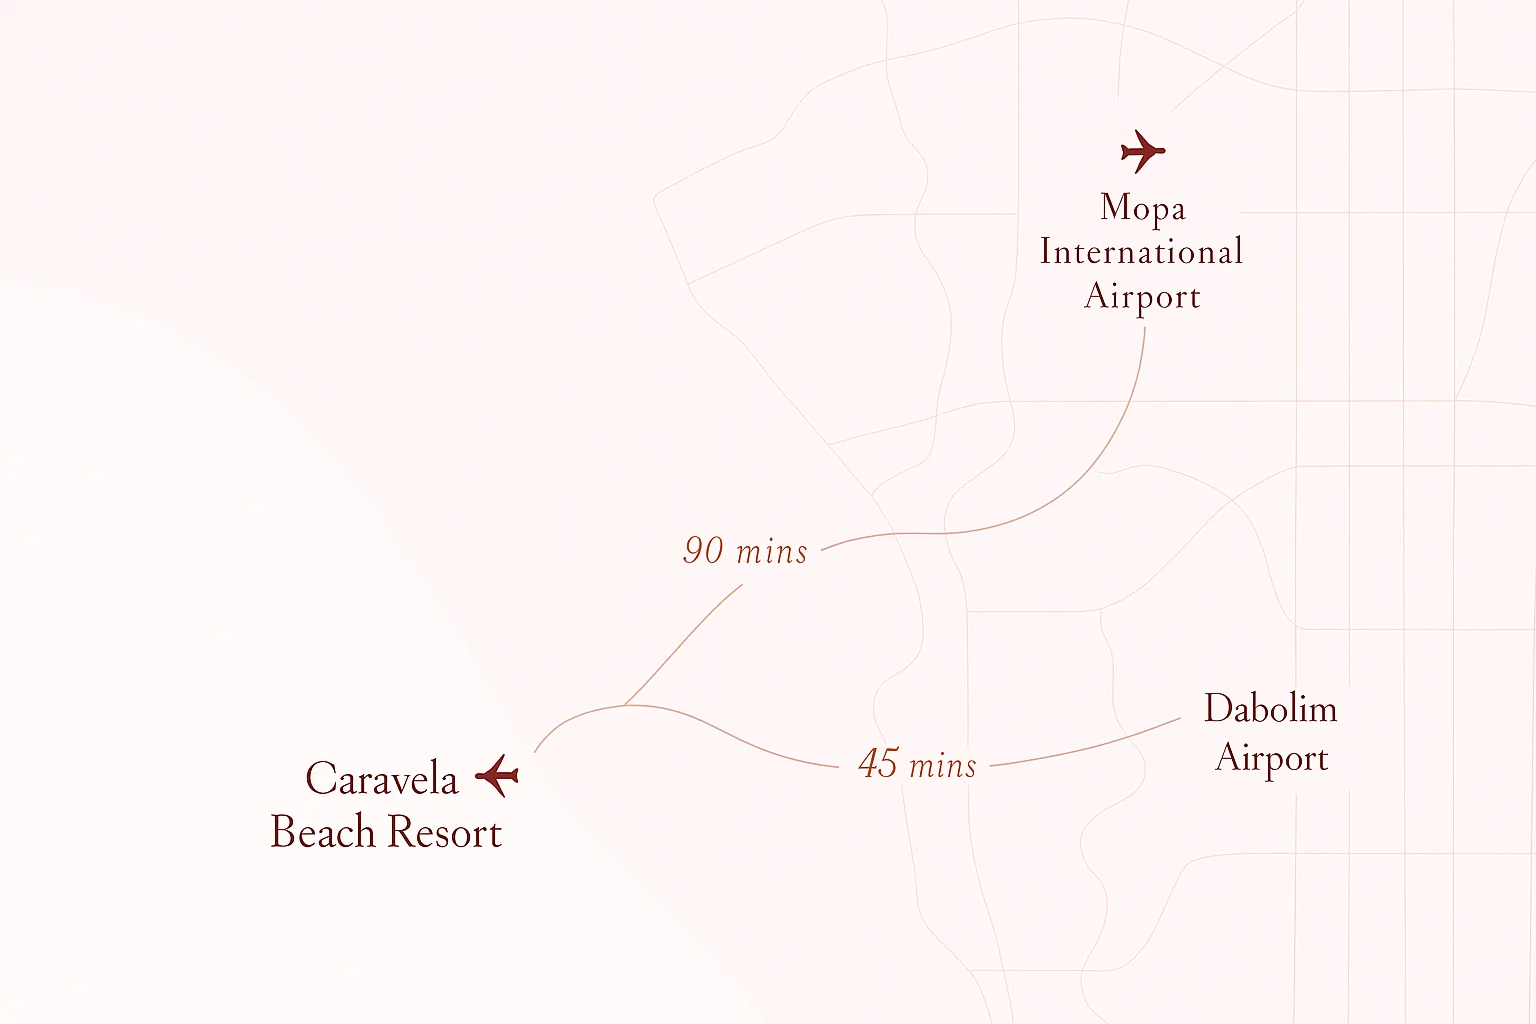 Mopa
International
Airport
90 mins
45 mins
Dabolim
Airport
Caravela
Beach Resort